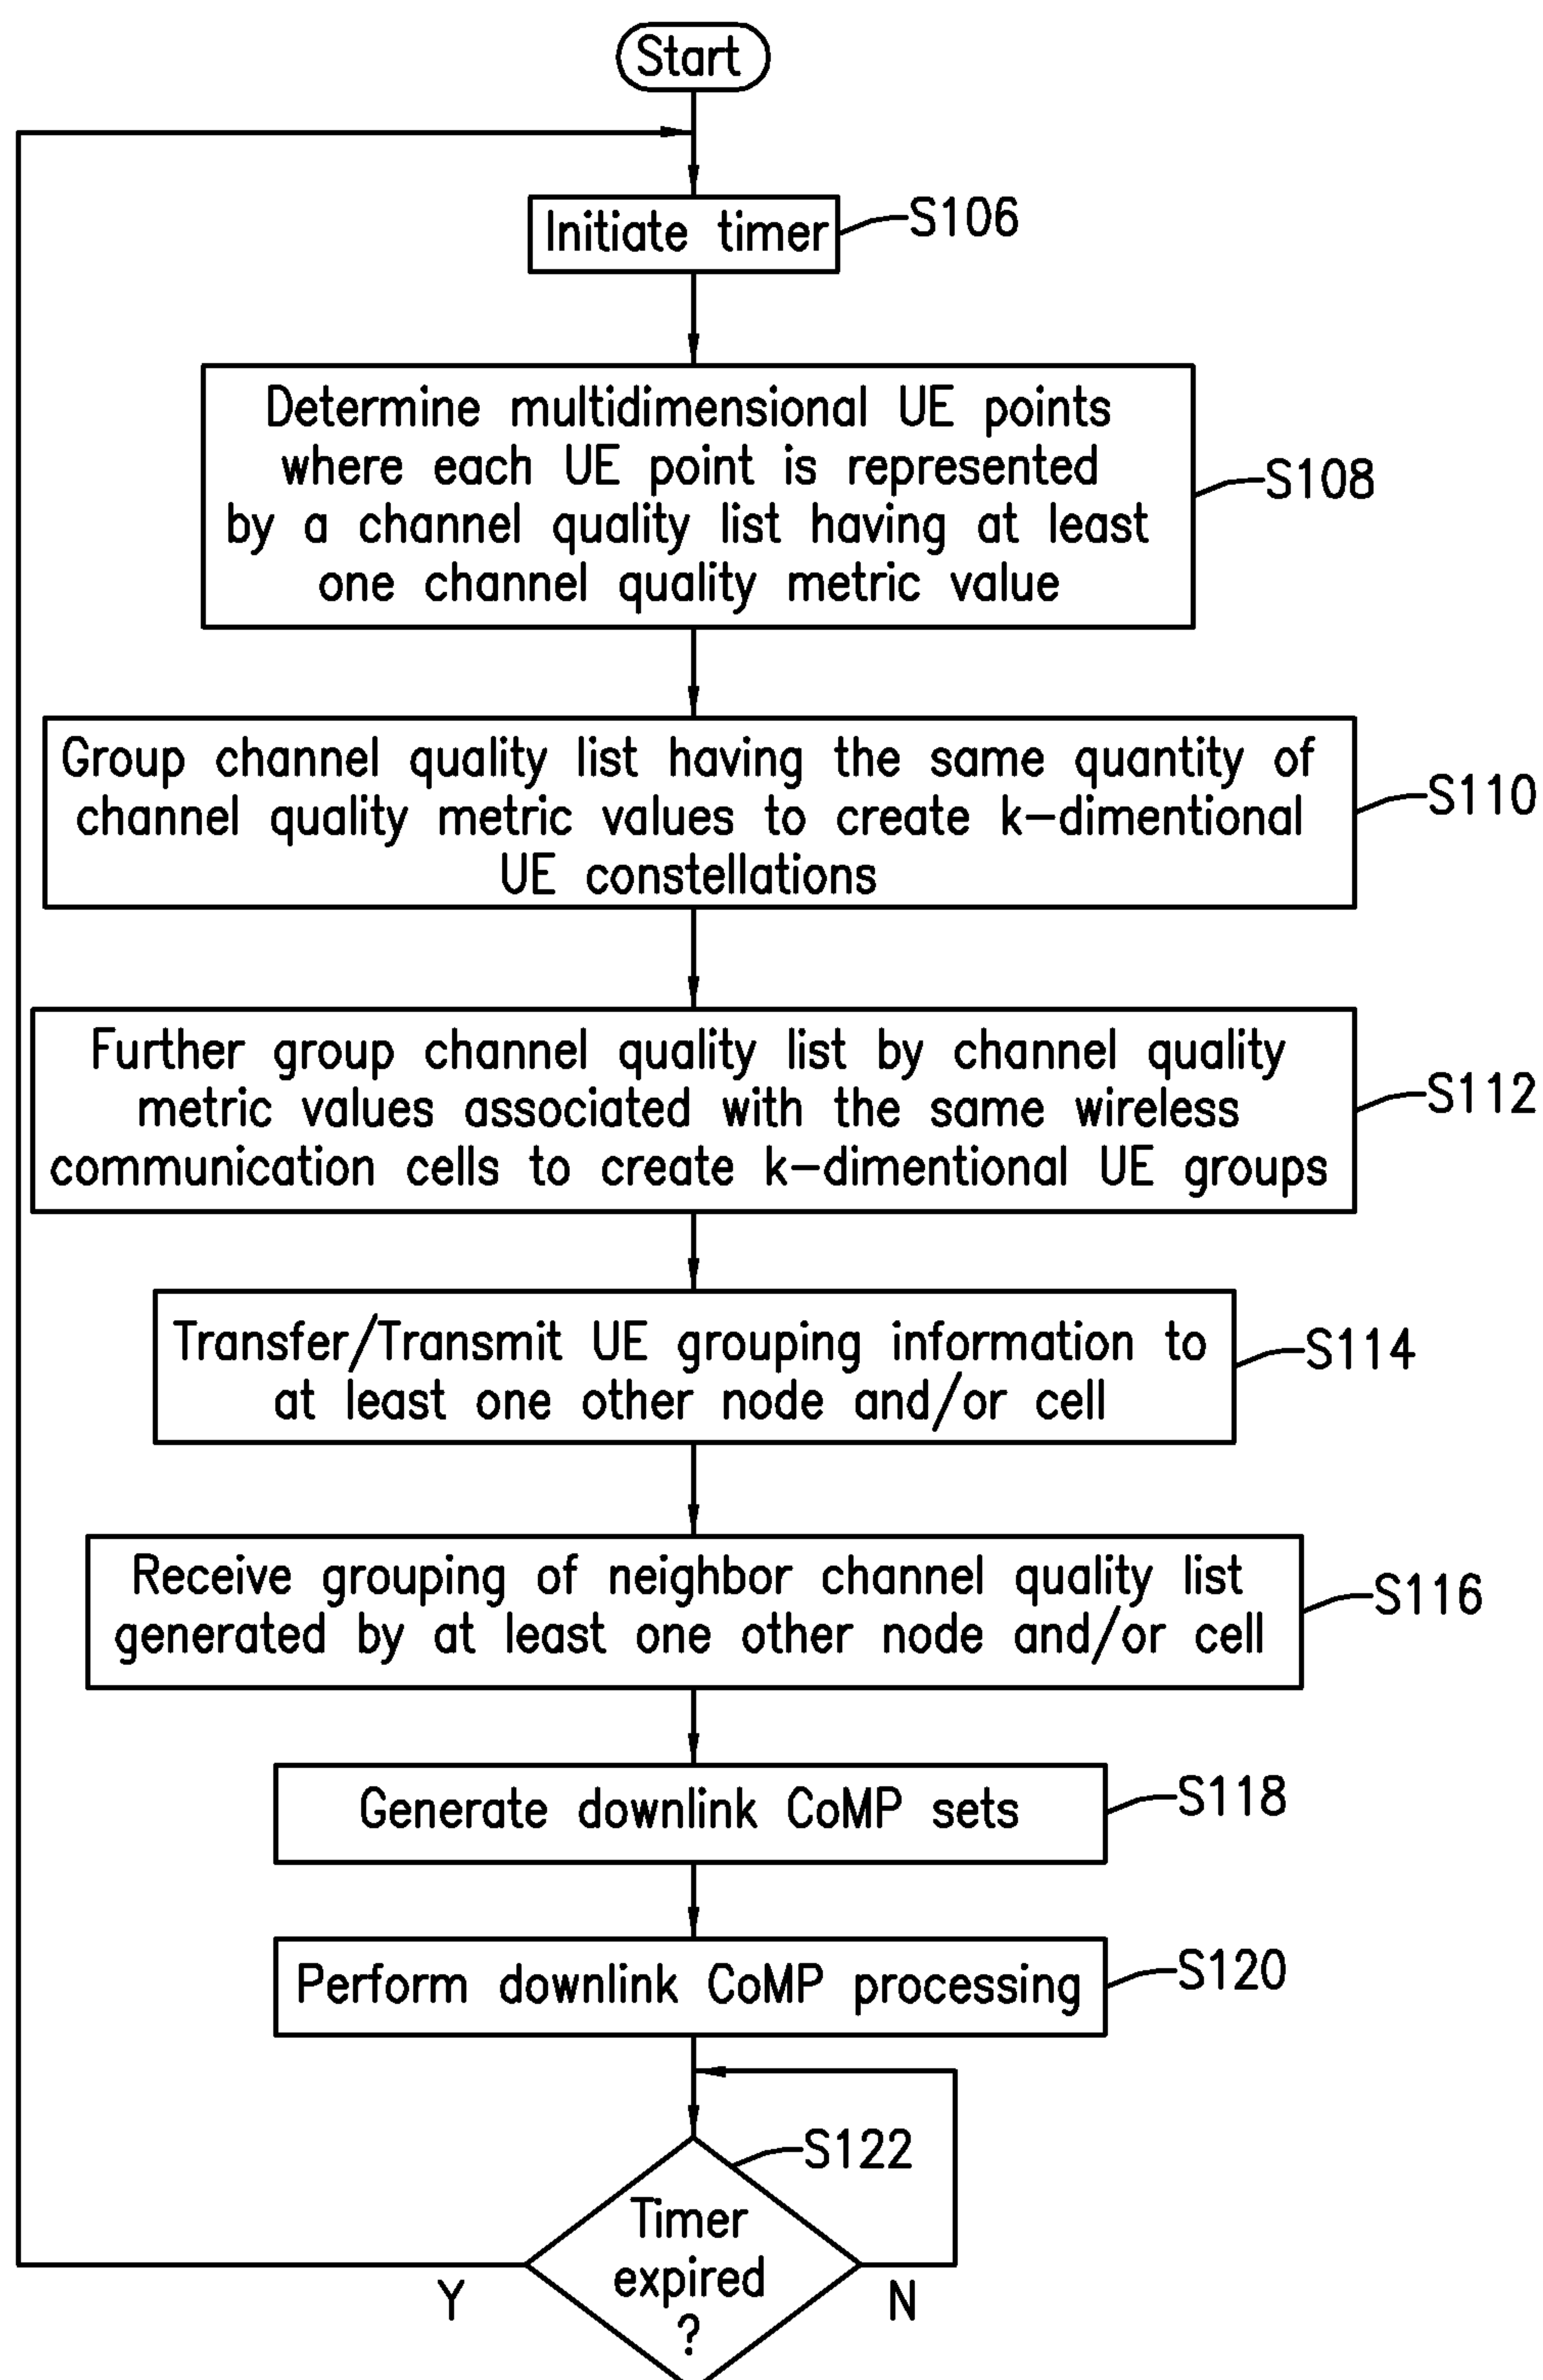 Start
Initiate timer
S106
Determine multidimensional UE points
where each UE point is represented
by a channel quality list having at least
one channel quality metric value
S108
Group channel quality list having the same quantity of
channel quality metric values to create k-dimentional
UE constellations
S110
Further group channel quality list by channel quality
metric values associated with the same wireless
communication cells to create k-dimentional UE groups
S112
Transfer/Transmit UE grouping information to
at least one other node and/or cell
S114
Receive grouping of neighbor channel quality list
generated by at least one other node and/or cell
S116
Generate downlink CoMP sets
S118
Perform downlink CoMP processing
S120
S122
Timer
expired
?
Y
N